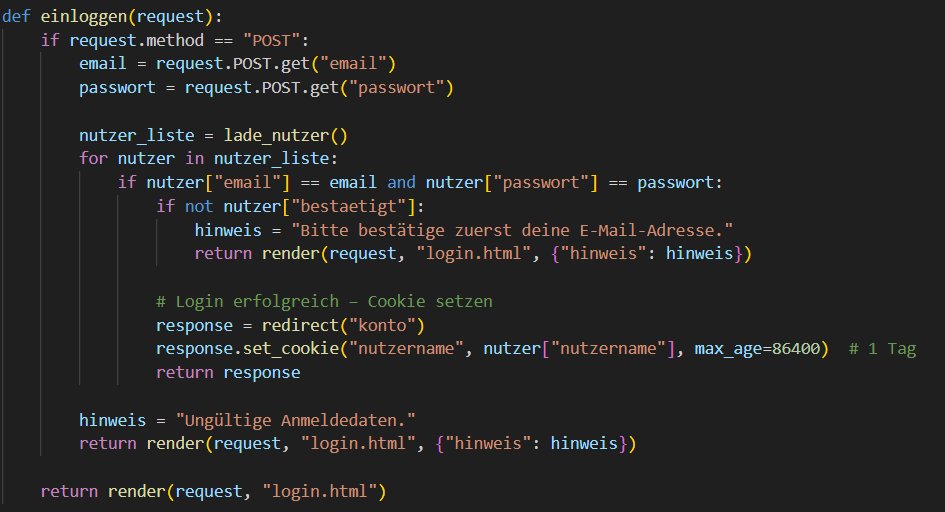 def einloggen(request):
    if request.method == "POST":
        email = request.POST.get("email")
        passwort = request.POST.get("passwort")

        nutzer_liste = lade_nutzer()
        for nutzer in nutzer_liste:
            if nutzer["email"] == email and nutzer["passwort"] == passwort:
                if not nutzer["bestaetigt"]:
                    hinweis = "Bitte bestätige zuerst deine E-Mail-Adresse."
                    return render(request, "login.html", {"hinweis": hinweis})

                # Login erfolgreich – Cookie setzen
                response = redirect("konto")
                response.set_cookie("nutzername", nutzer["nutzername"], max_age=86400)  # 1 Tag
                return response

        hinweis = "Ungültige Anmeldedaten."
        return render(request, "login.html", {"hinweis": hinweis})

    return render(request, "login.html")